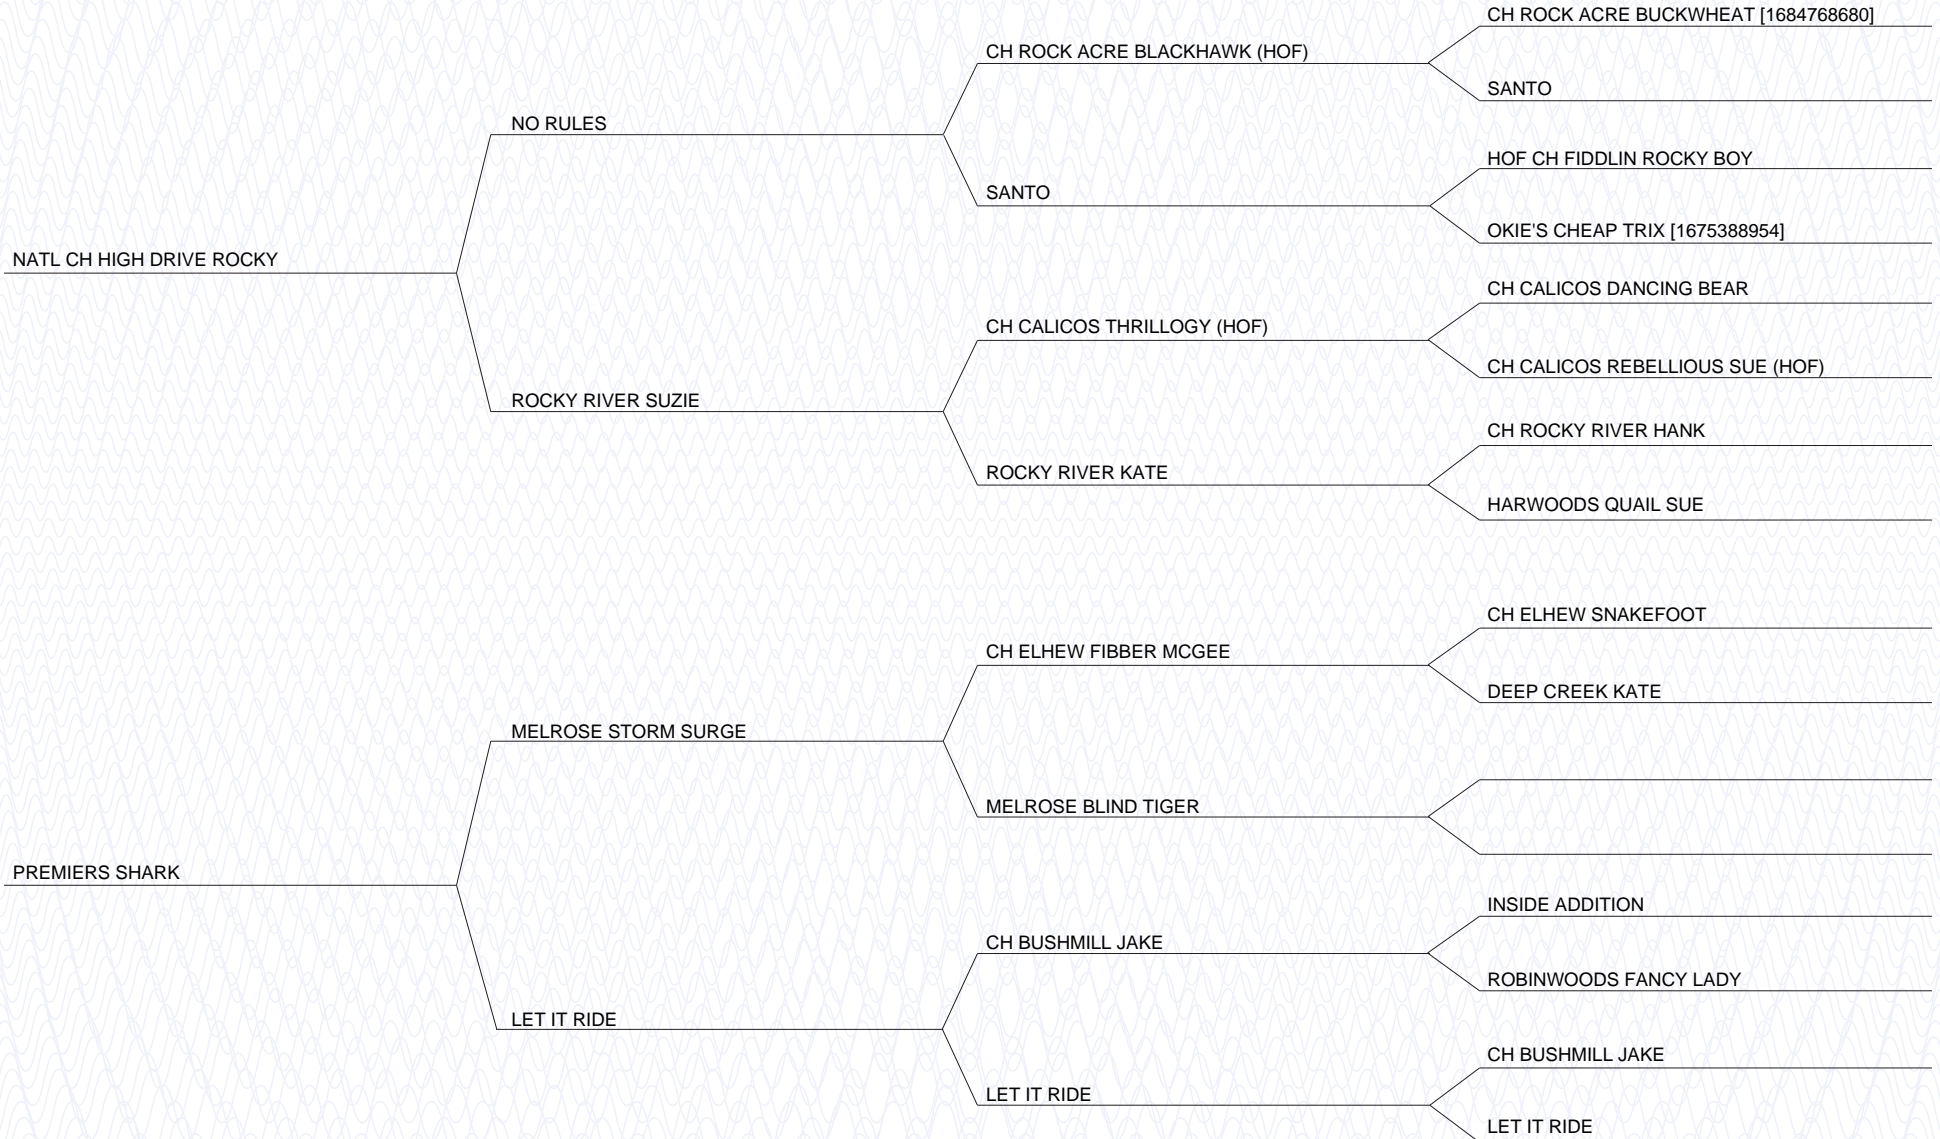 CH ROCK ACRE BUCKWHEAT [1684768680]
CH ROCK ACRE BLACKHAWK (HOF)
SANTO
NO RULES
HOF CH FIDDLIN ROCKY BOY
SANTO
OKIE'S CHEAP TRIX [1675388954]
NATL CH HIGH DRIVE ROCKY
CH CALICOS DANCING BEAR
CH CALICOS THRILLOGY (HOF)
CH CALICOS REBELLIOUS SUE (HOF)
ROCKY RIVER SUZIE
CH ROCKY RIVER HANK
ROCKY RIVER KATE
HARWOODS QUAIL SUE
CH ELHEW SNAKEFOOT
CH ELHEW FIBBER MCGEE
DEEP CREEK KATE
MELROSE STORM SURGE
MELROSE BLIND TIGER
PREMIERS SHARK
INSIDE ADDITION
CH BUSHMILL JAKE
ROBINWOODS FANCY LADY
LET IT RIDE
CH BUSHMILL JAKE
LET IT RIDE
LET IT RIDE